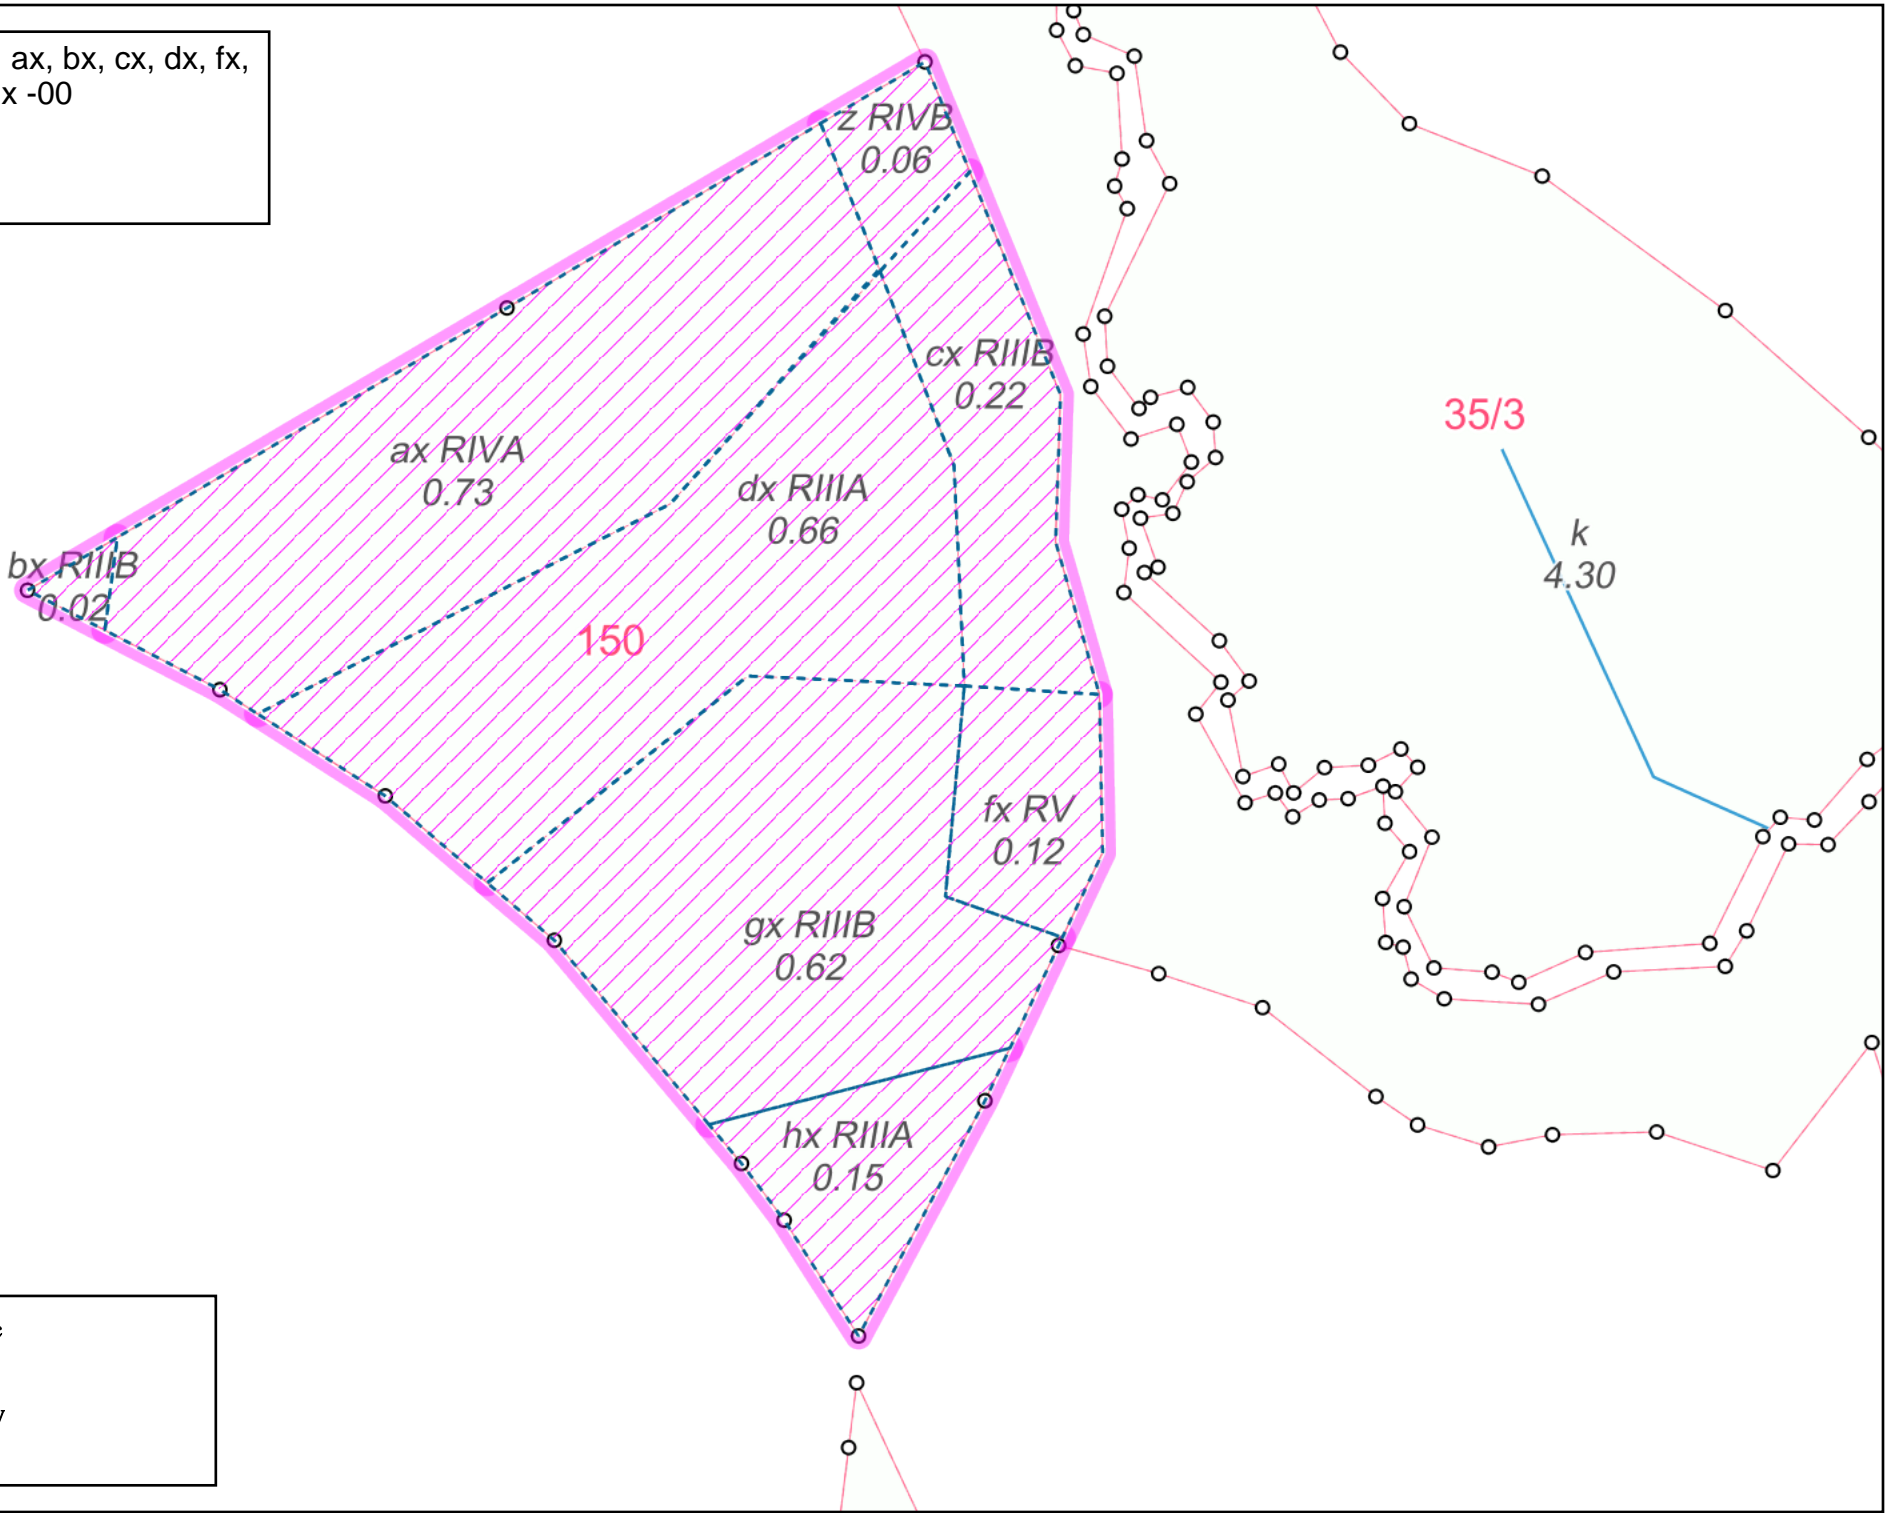 ax, bx, cx, dx, fx,
x -00
z RIVB
0.06
cx RIIIB
0.22
35/3
ax RIVA
0.73
dx RIIIA
0.66
k
4.30
bx RIIIB
0.02
150
fx RV
0.12
gx RIIIB
0.62
hx RIIIA
0.15